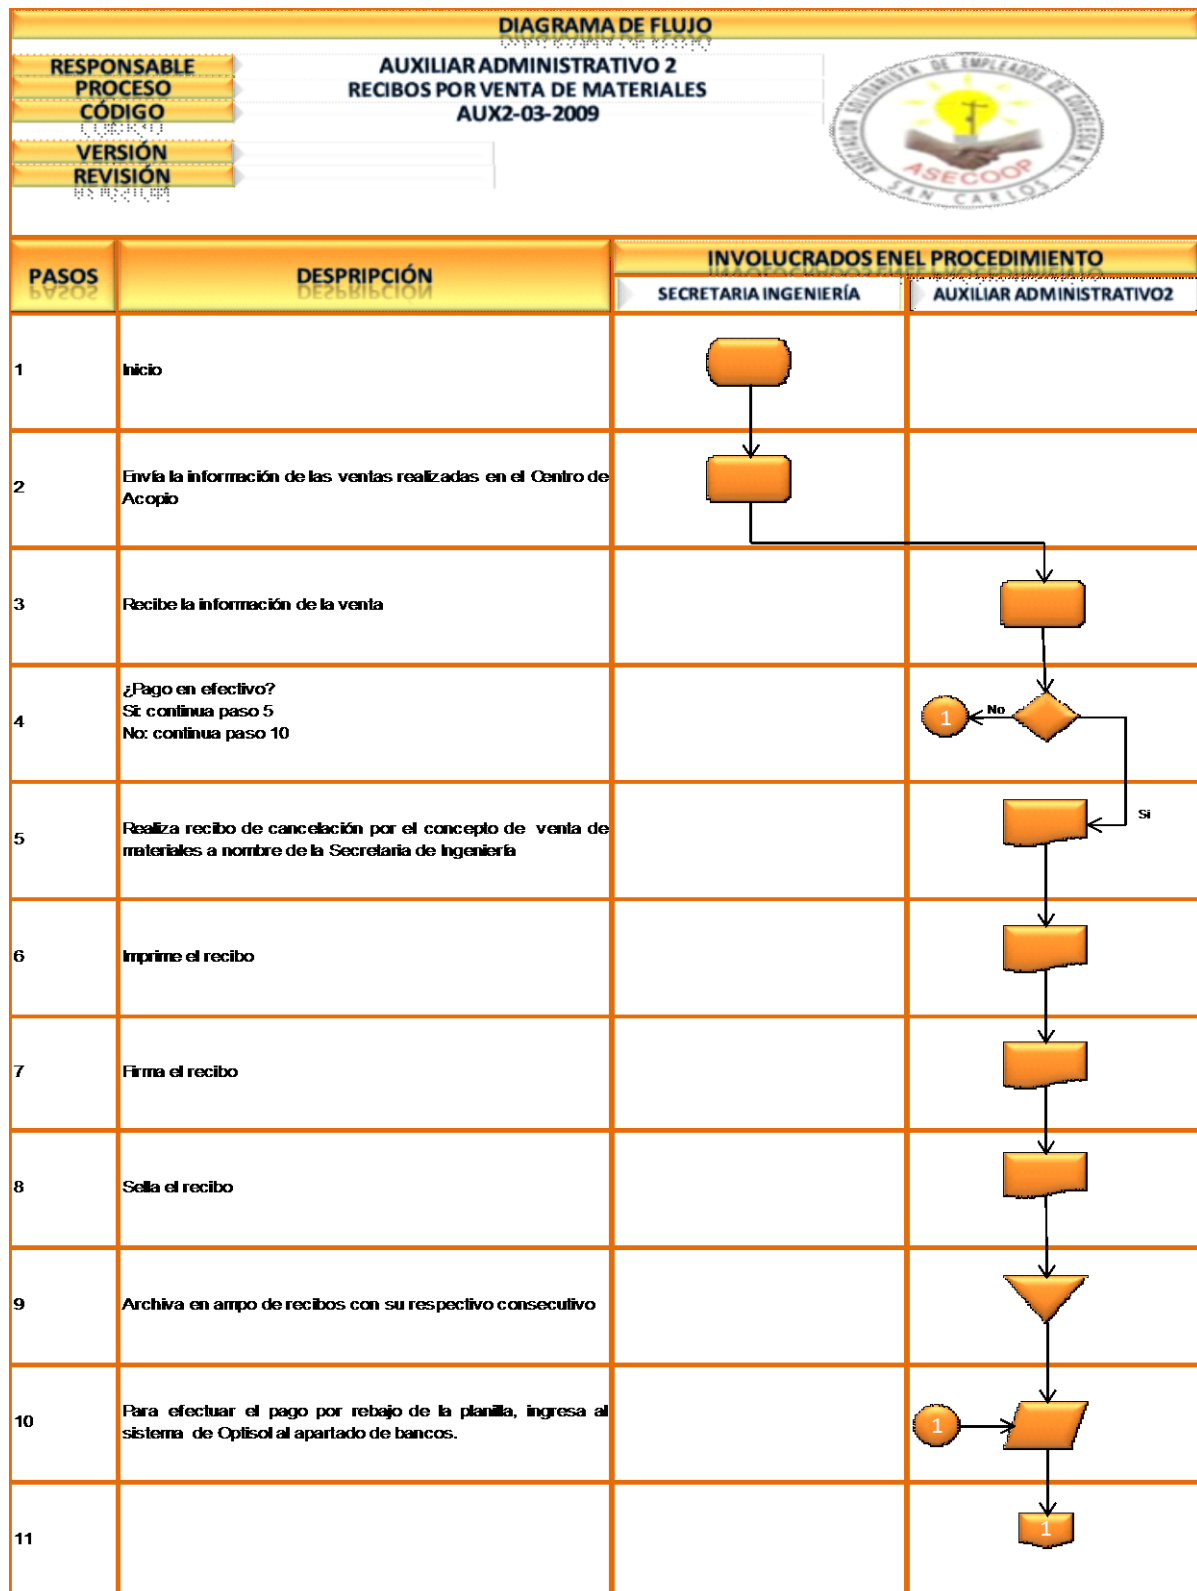 DIAGRAMA DE FLUJO
RESPONSABLE
AUXILIAR ADMINISTRATIVO 2
PROCESO
RECIBOS POR VENTA DE MATERIALES
CÓDIGO
AUX2-03-2009
VERSIÓN
REVISIÓN
ASOCIACIÓN SOLIDARISTA DE EMPLEADOS DE COOPELESCA R.L.
ASECOOP
SAN CARLOS
PASOS
DESPRIPCIÓN
INVOLUCRADOS EN EL PROCEDIMIENTO
SECRETARIA INGENIERÍA
AUXILIAR ADMINISTRATIVO2
1
Inicio
2
Envía la información de las ventas realizadas en el Centro de
Acopio
3
Recibe la información de la venta
4
¿Pago en efectivo?
Si: continua paso 5
No: continua paso 10
1
No
Si
5
Realiza recibo de cancelación por el concepto de venta de
materiales a nombre de la Secretaria de Ingeniería
6
Imprime el recibo
7
Firma el recibo
8
Sella el recibo
9
Archiva en ampo de recibos con su respectivo consecutivo
10
Para efectuar el pago por rebajo de la planilla, ingresa al
sistema de Optisol al apartado de bancos.
1
11
1